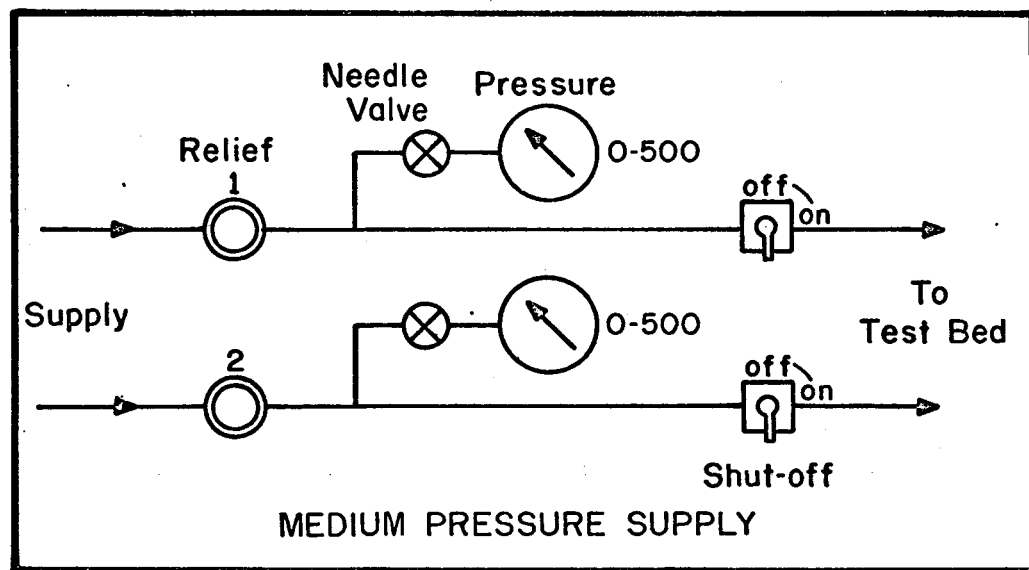 Needle
Valve
Pressure
0-500
Relief
1
off
on
Supply
To
Test Bed
0-500
2
off
on
Shut-off
MEDIUM PRESSURE SUPPLY